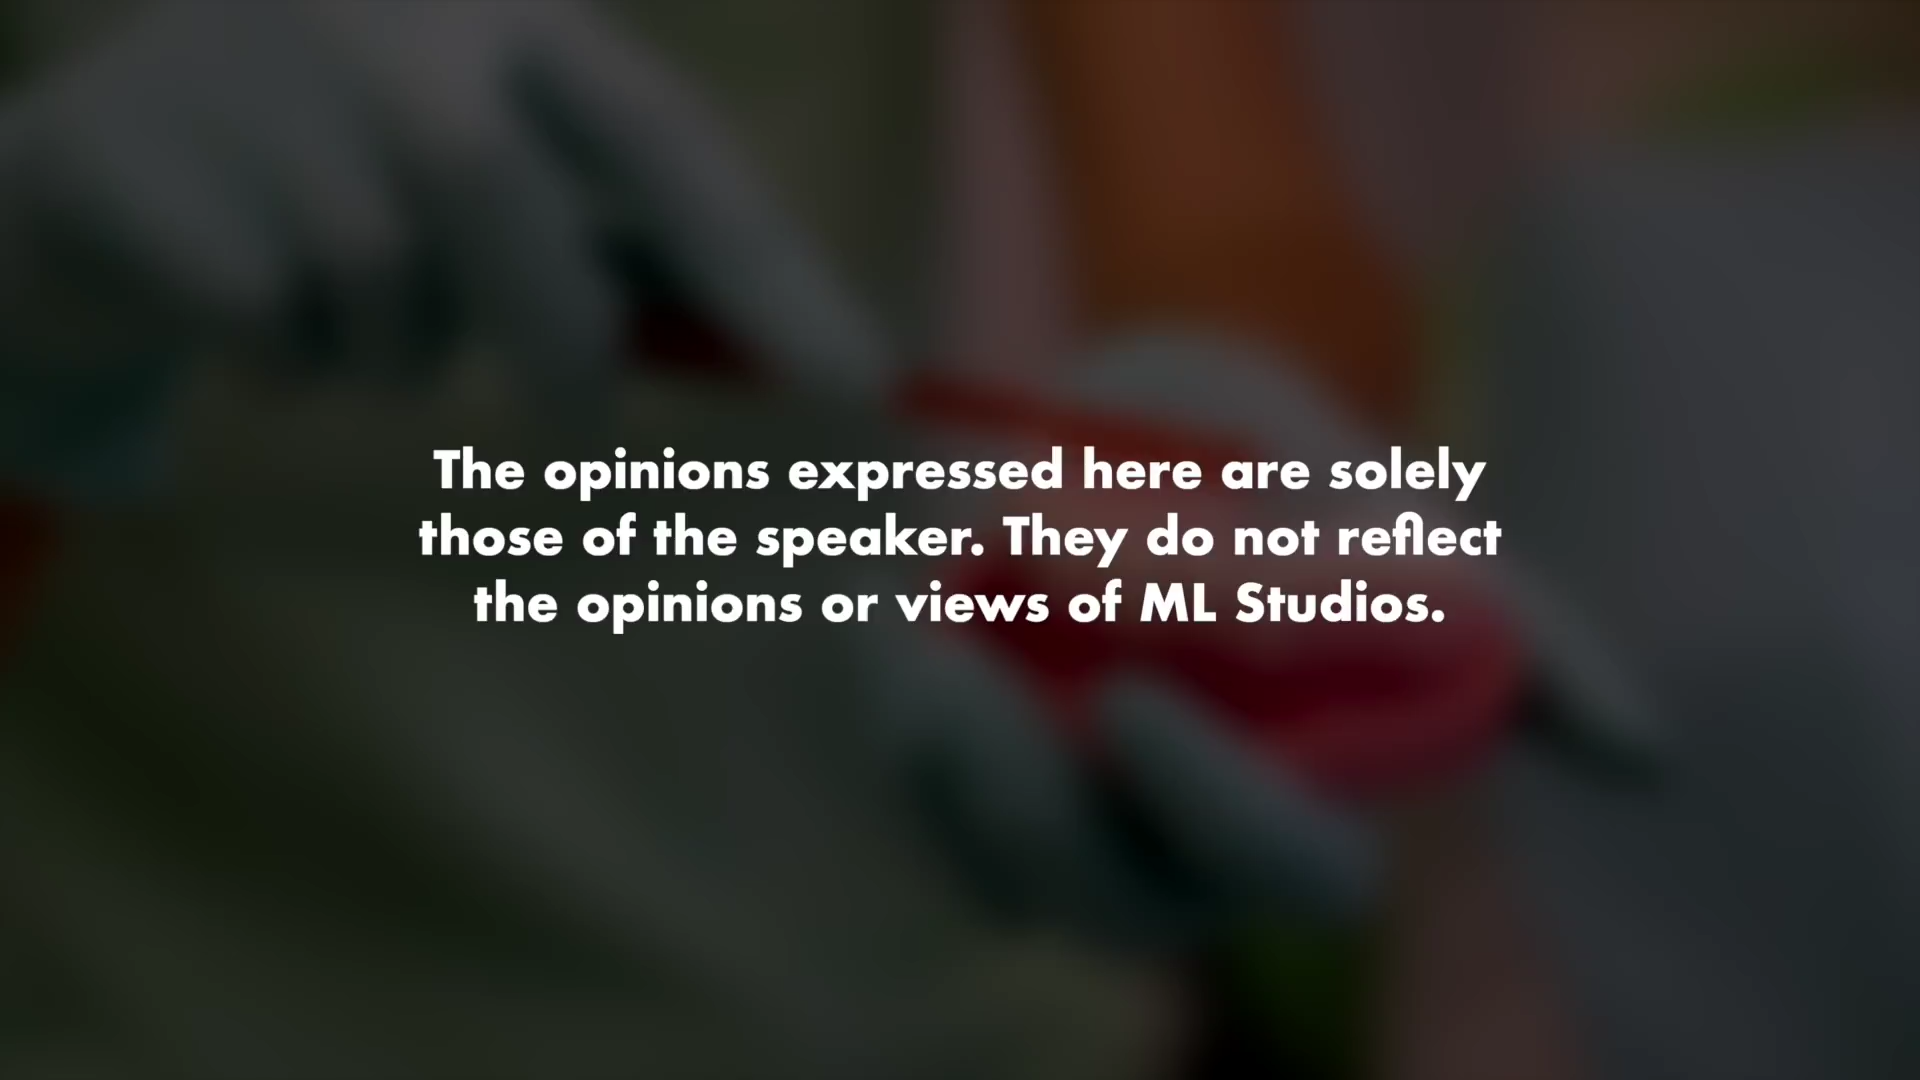 The opinions expressed here are solely
those of the speaker. They do not reflect
the opinions or views of ML Studios.